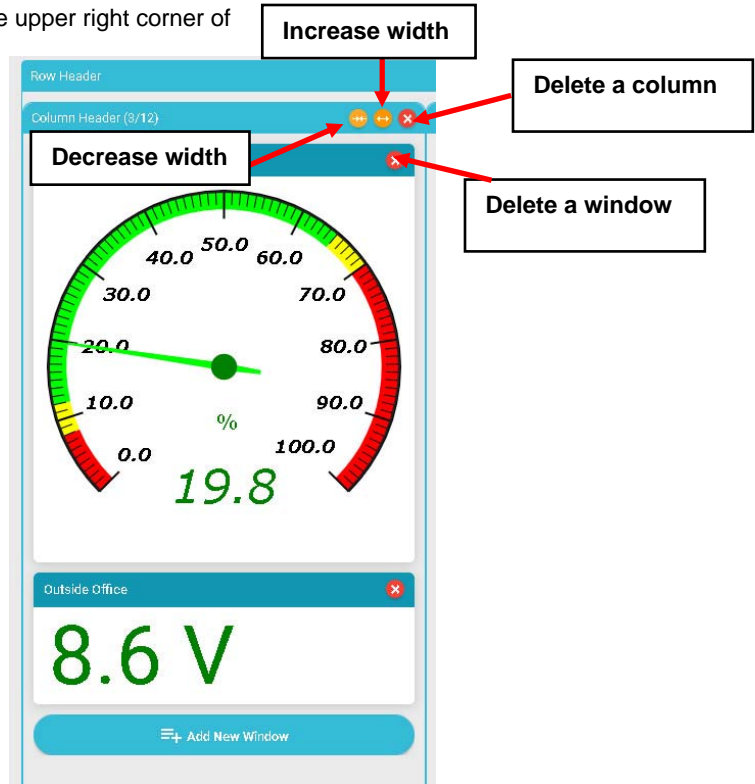 e upper right corner of
Increase width
Row Header
Delete a column
Column Header (3/12)
Decrease width
Delete a window
50.0
40.0 60.0
30.0 70.0
20.0 80.0
10.0 90.0
%
0.0 100.0
19.8
Outside Office
8.6 V
Add New Window